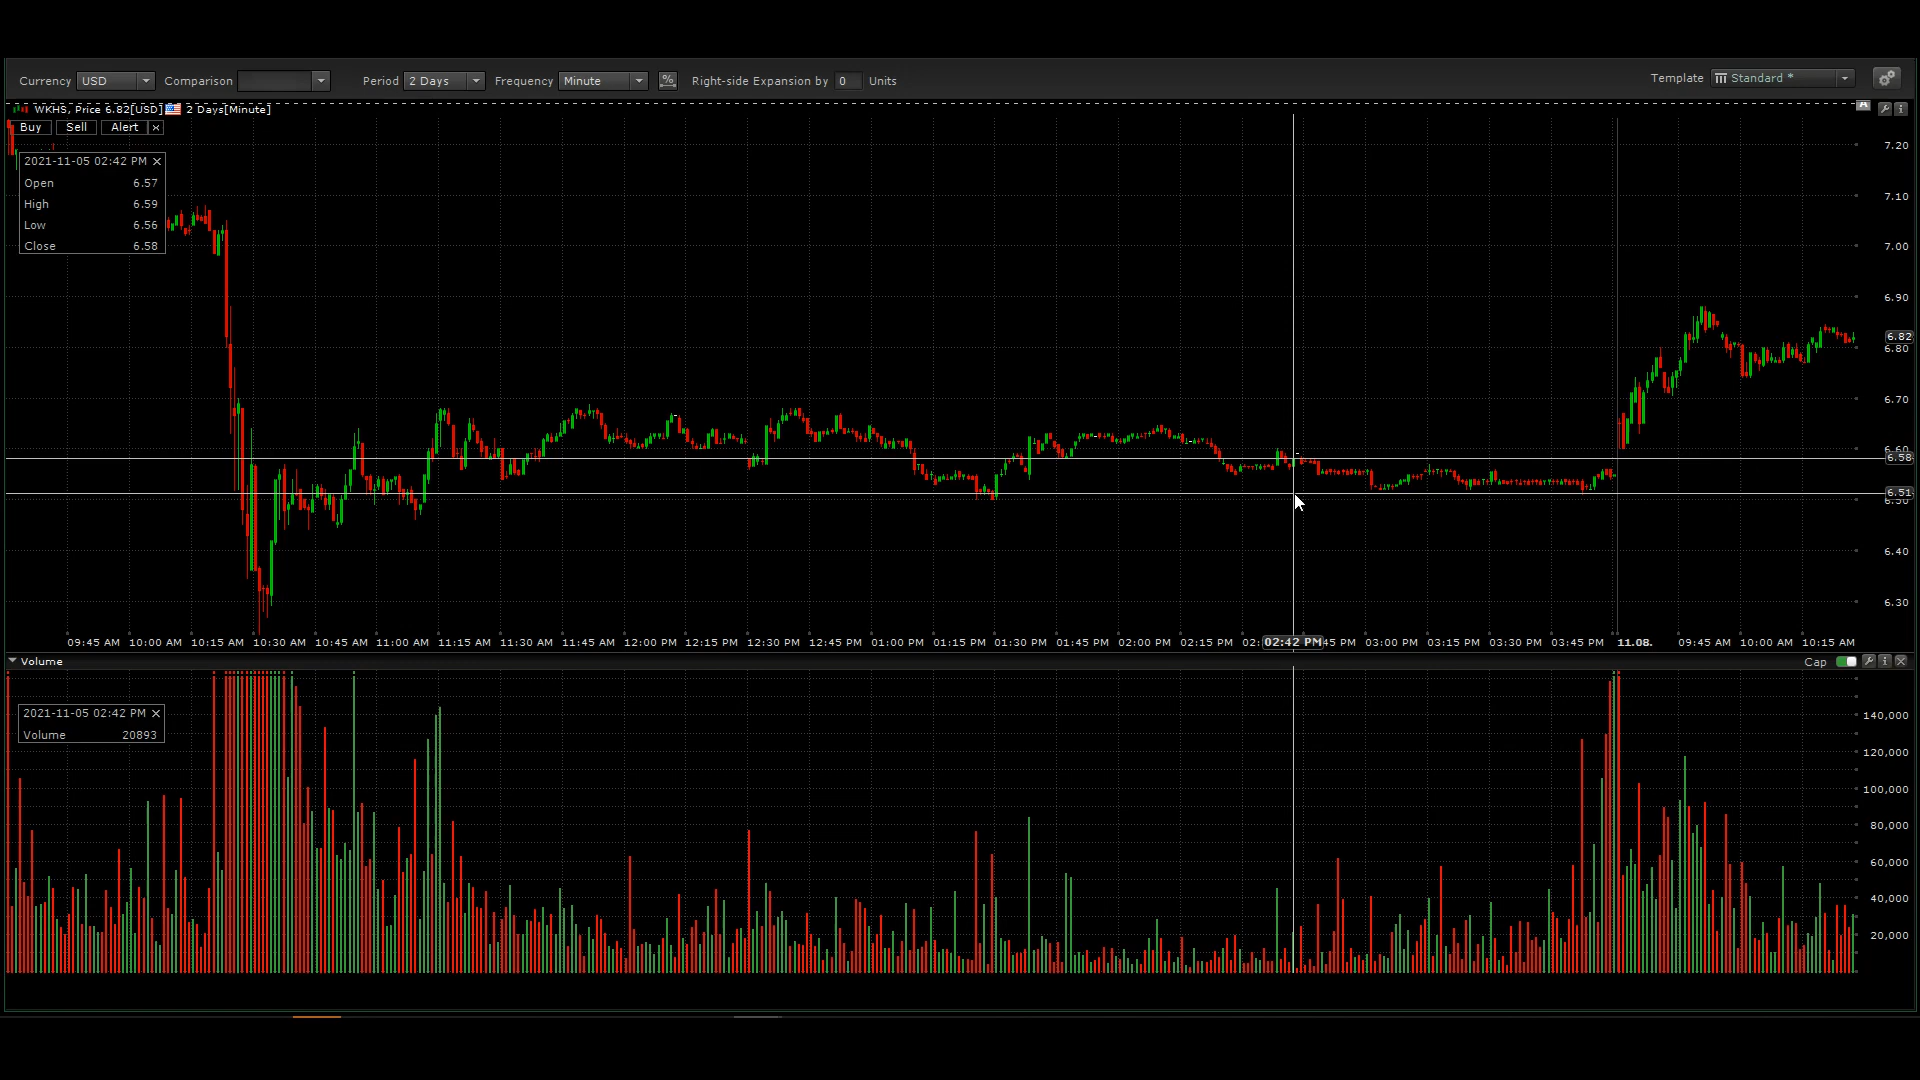 Currency USD Comparison Period 2 Days Frequency Minute % Right-side Expansion by 0 Units Template Standard *
WKHS, Price 6.82[USD] 2 Days[Minute]
Buy Sell Alert
2021-11-05 02:42 PM
Open 6.57
High 6.59
Low 6.56
Close 6.58
7.20
7.10
7.00
6.90
6.82
6.80
6.70
6.60
6.58
6.51
6.50
6.40
6.30
09:45 AM 10:00 AM 10:15 AM 10:30 AM 10:45 AM 11:00 AM 11:15 AM 11:30 AM 11:45 AM 12:00 PM 12:15 PM 12:30 PM 12:45 PM 01:00 PM 01:15 PM 01:30 PM 01:45 PM 02:00 PM 02:15 PM 02: 02:42 PM 45 PM 03:00 PM 03:15 PM 03:30 PM 03:45 PM 11.08. 09:45 AM 10:00 AM 10:15 AM
Volume Cap
2021-11-05 02:42 PM
Volume 20893
140,000
120,000
100,000
80,000
60,000
40,000
20,000